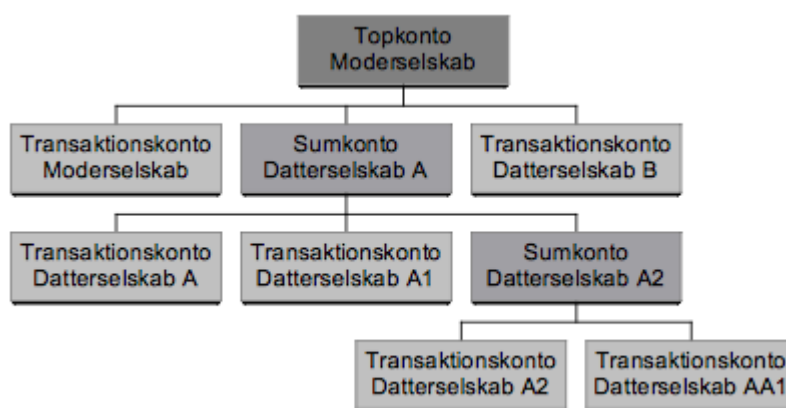 Topkonto
Moderselskab
Transaktionskonto
Moderselskab
Sumkonto
Datterselskab A
Transaktionskonto
Datterselskab B
Transaktionskonto
Datterselskab A
Transaktionskonto
Datterselskab A1
Sumkonto
Datterselskab A2
Transaktionskonto
Datterselskab A2
Transaktionskonto
Datterselskab AA1